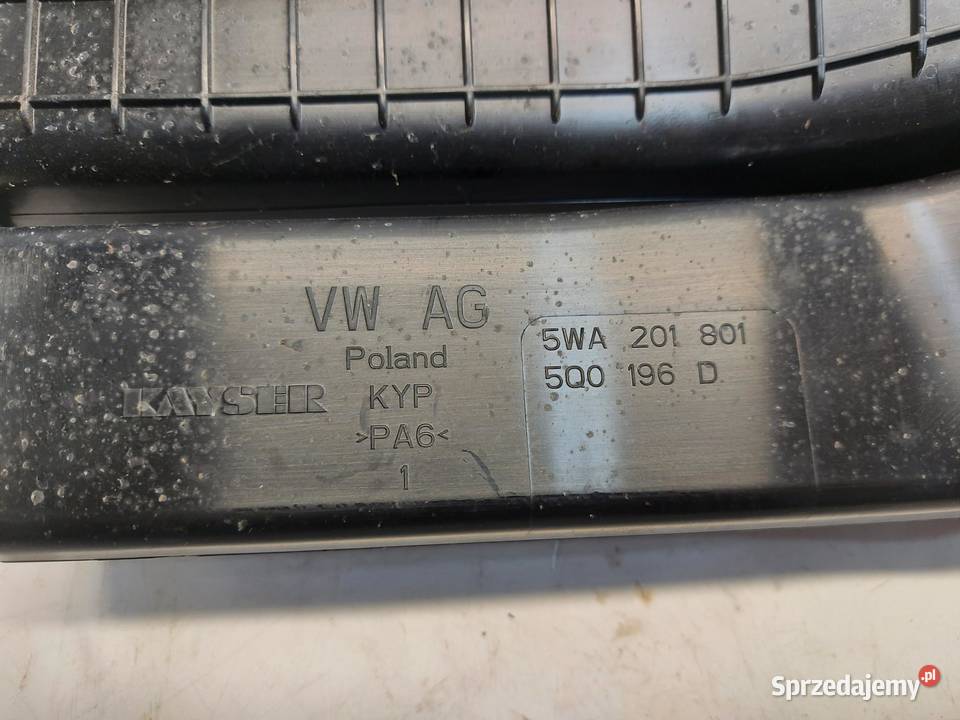 VW AG
Poland
KAYSER
KYP
>PA6<
1
5WA 201 801
5Q0 196 D
Sprzedajemy.pl